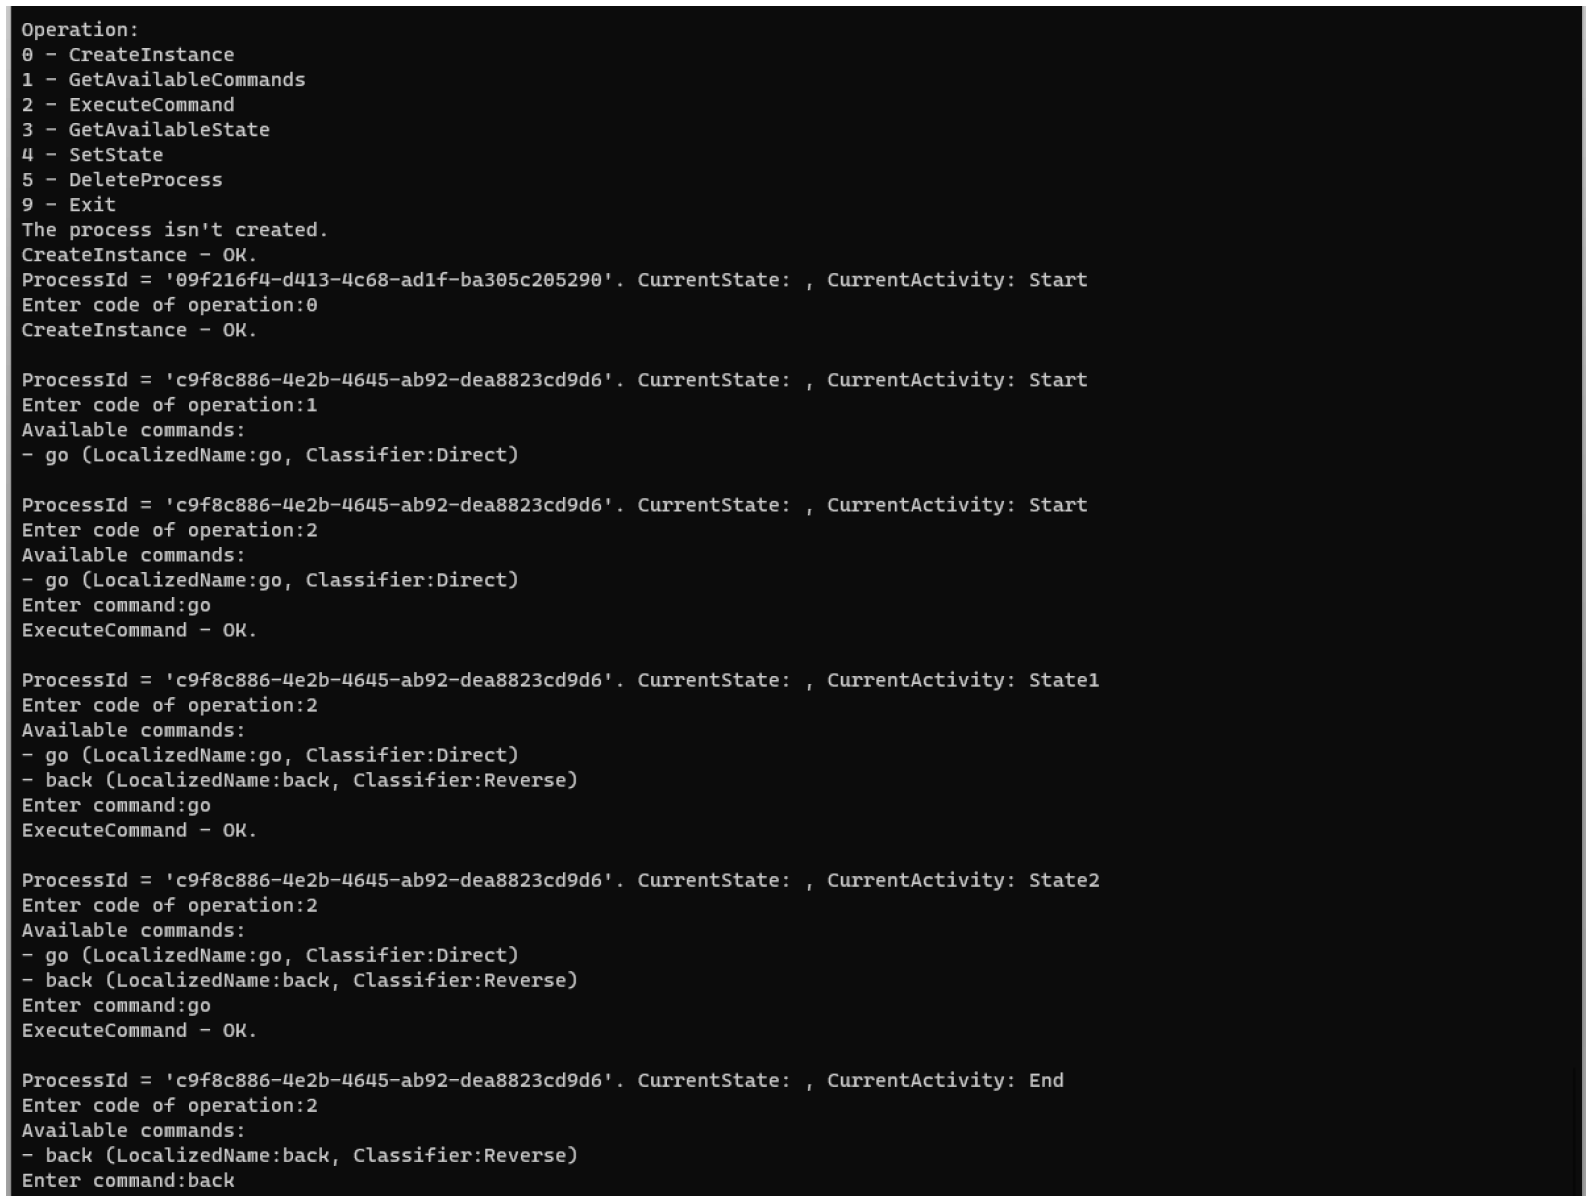 Operation:
0 - CreateInstance
1 - GetAvailableCommands
2 - ExecuteCommand
3 - GetAvailableState
4 - SetState
5 - DeleteProcess
9 - Exit
The process isn't created.
CreateInstance - OK.
ProcessId = '09f216f4-d413-4c68-ad1f-ba305c205290'. CurrentState: , CurrentActivity: Start
Enter code of operation:0
CreateInstance - OK.
ProcessId = 'c9f8c886-4e2b-4645-ab92-dea8823cd9d6'. CurrentState: , CurrentActivity: Start
Enter code of operation:1
Available commands:
- go (LocalizedName:go, Classifier:Direct)
ProcessId = 'c9f8c886-4e2b-4645-ab92-dea8823cd9d6'. CurrentState: , CurrentActivity: Start
Enter code of operation:2
Available commands:
- go (LocalizedName:go, Classifier:Direct)
Enter command:go
ExecuteCommand - OK.
ProcessId = 'c9f8c886-4e2b-4645-ab92-dea8823cd9d6'. CurrentState: , CurrentActivity: State1
Enter code of operation:2
Available commands:
- go (LocalizedName:go, Classifier:Direct)
- back (LocalizedName:back, Classifier:Reverse)
Enter command:go
ExecuteCommand - OK.
ProcessId = 'c9f8c886-4e2b-4645-ab92-dea8823cd9d6'. CurrentState: , CurrentActivity: State2
Enter code of operation:2
Available commands:
- go (LocalizedName:go, Classifier:Direct)
- back (LocalizedName:back, Classifier:Reverse)
Enter command:go
ExecuteCommand - OK.
ProcessId = 'c9f8c886-4e2b-4645-ab92-dea8823cd9d6'. CurrentState: , CurrentActivity: End
Enter code of operation:2
Available commands:
- back (LocalizedName:back, Classifier:Reverse)
Enter command:back